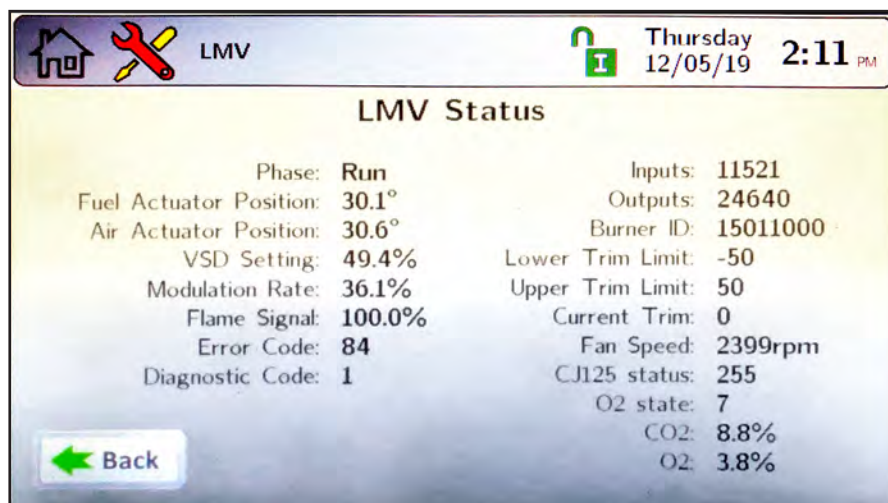 LMV
Thursday
12/05/19
2:11 PM
LMV Status
Phase: Run
Fuel Actuator Position: 30.1°
Air Actuator Position: 30.6°
VSD Setting: 49.4%
Modulation Rate: 36.1%
Flame Signal: 100.0%
Error Code: 84
Diagnostic Code: 1
Inputs: 11521
Outputs: 24640
Burner ID: 15011000
Lower Trim Limit: -50
Upper Trim Limit: 50
Current Trim: 0
Fan Speed: 2399rpm
CJ125 status: 255
O2 state: 7
CO2: 8.8%
O2: 3.8%
I
Back